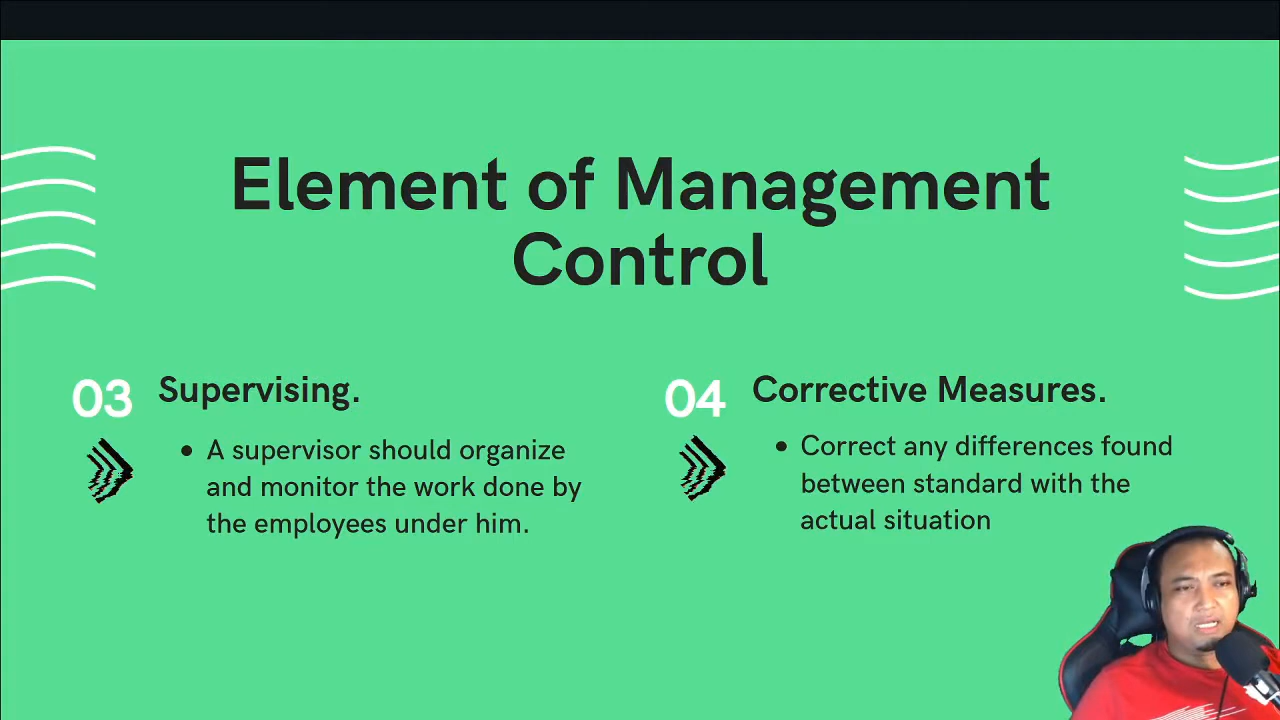 Element of Management
Control
03
Supervising.
• A supervisor should organize
and monitor the work done by
the employees under him.
04
Corrective Measures.
• Correct any differences found
between standard with the
actual situation